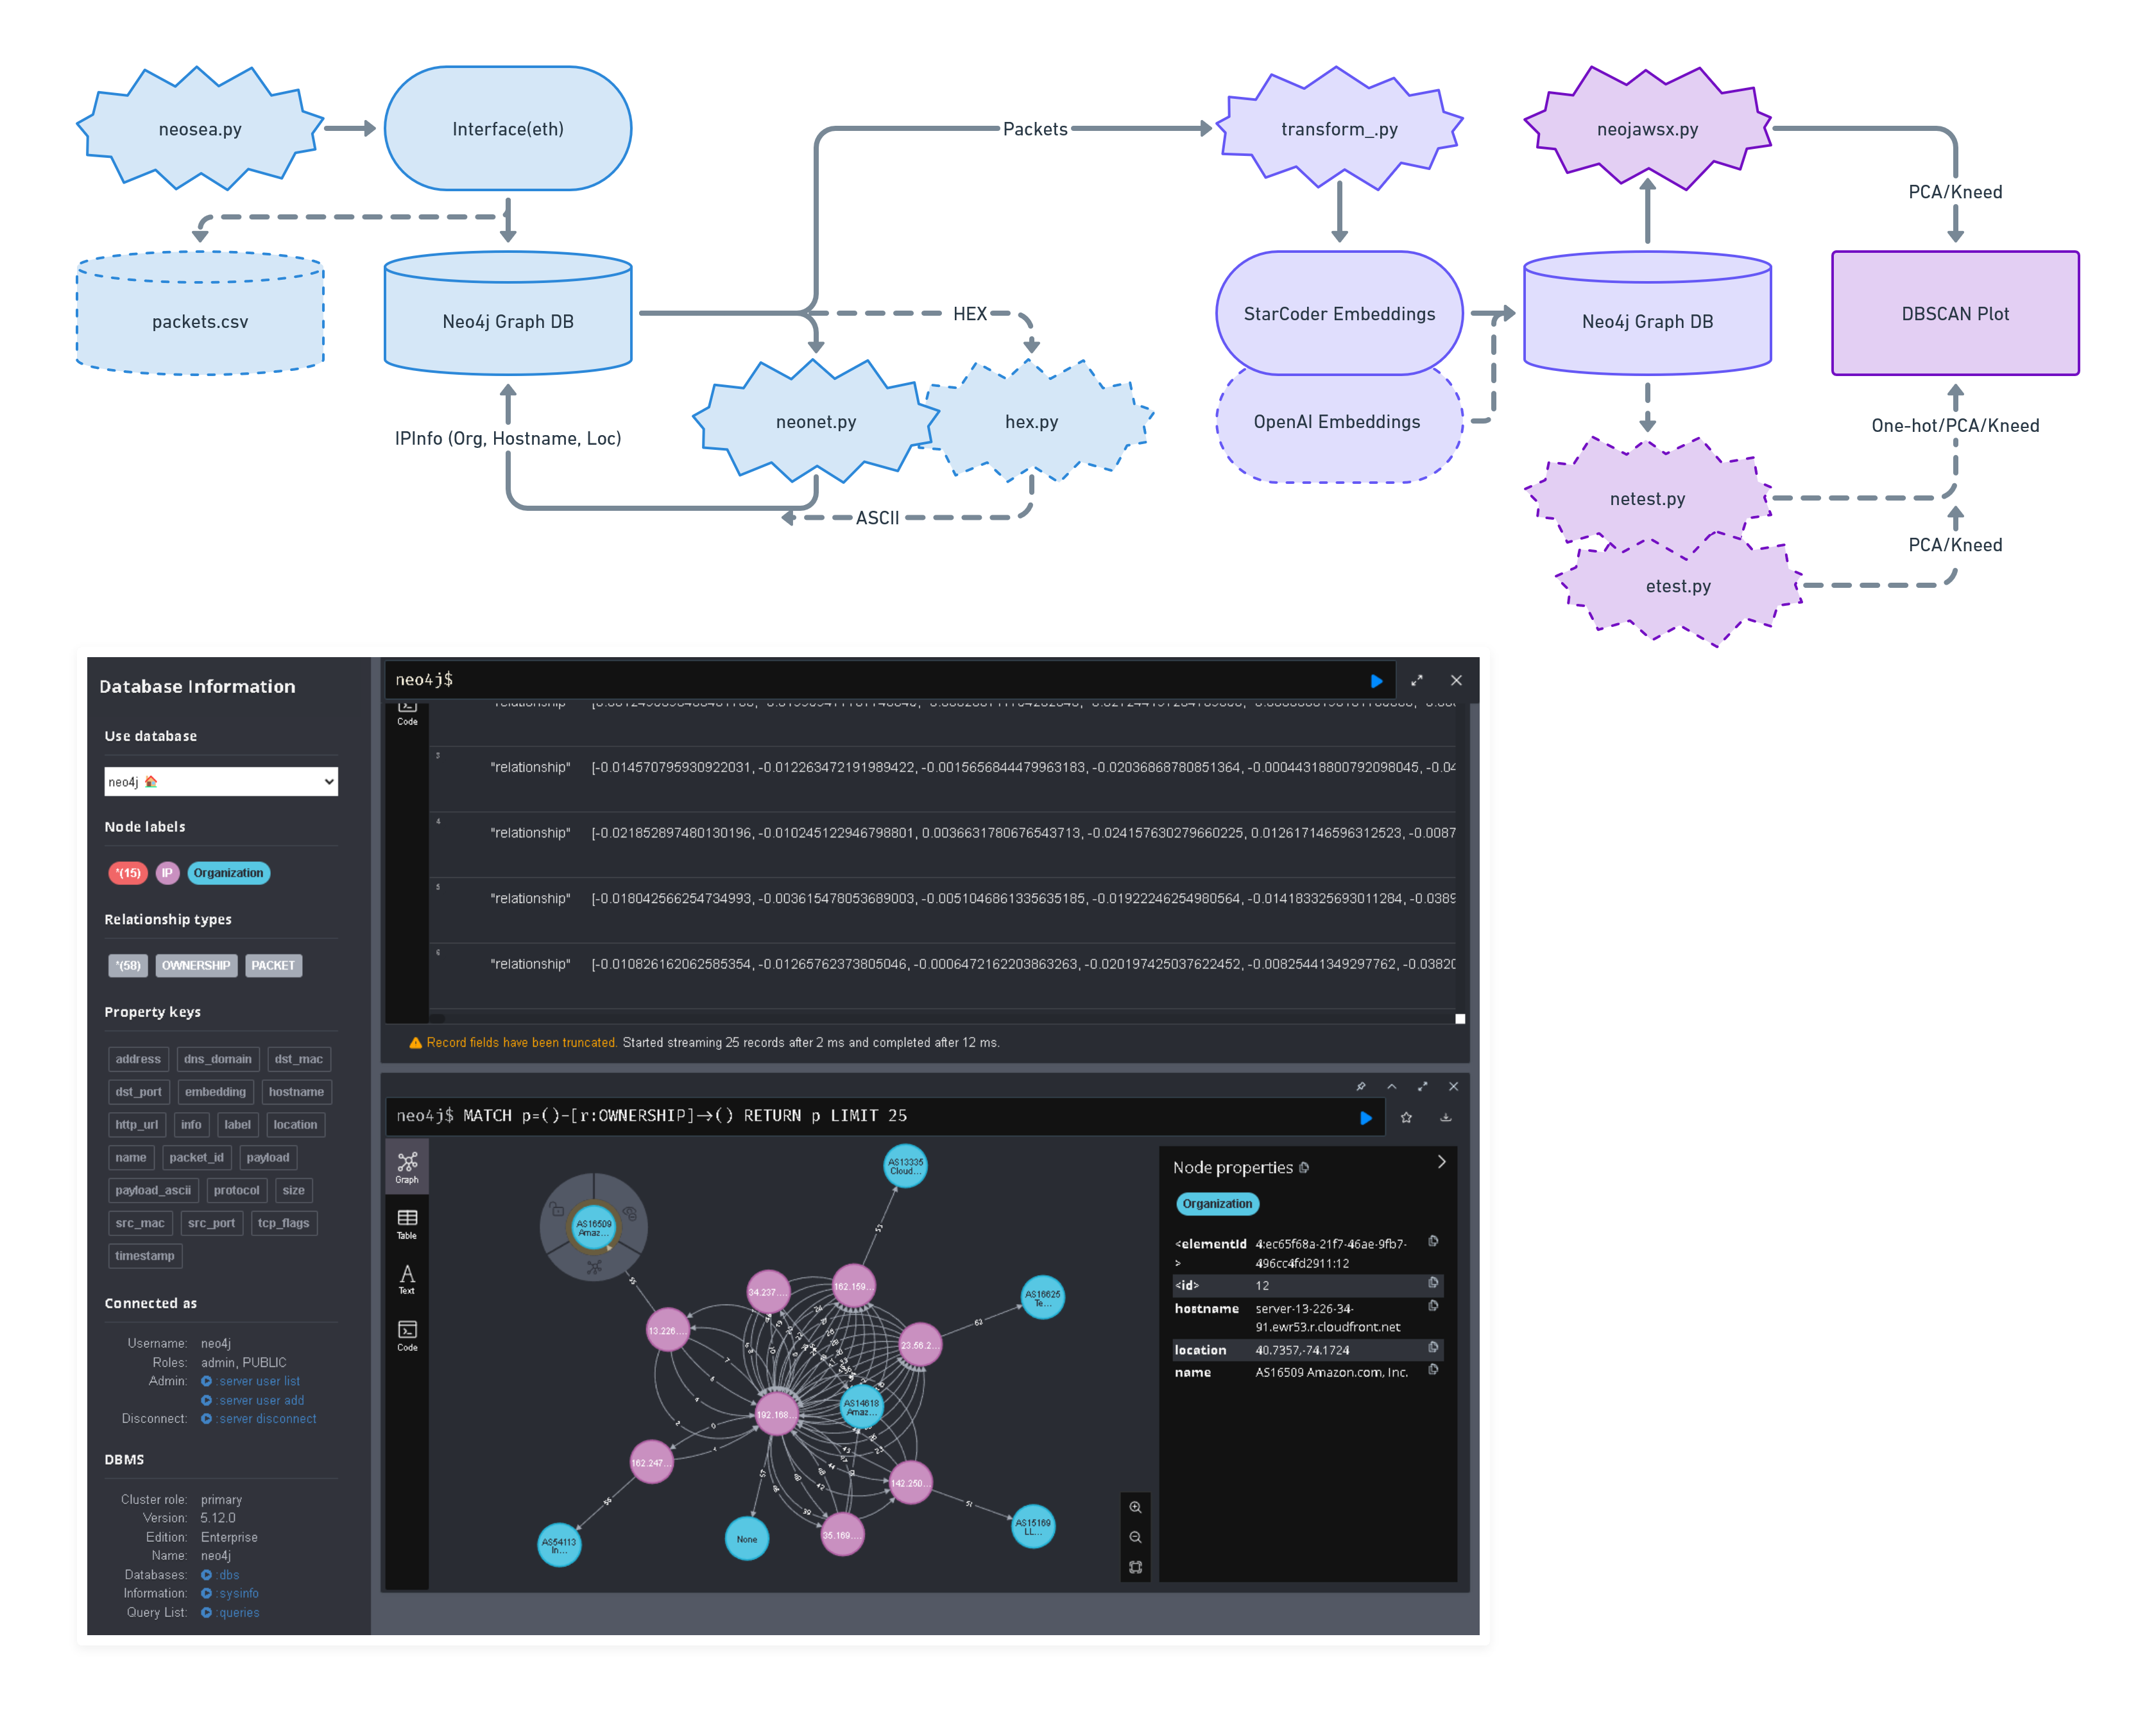 neosea.py
Interface(eth)
Packets
transform_.py
neojawsx.py
PCA/Kneed
packets.csv
Neo4j Graph DB
HEX
StarCoder Embeddings
Neo4j Graph DB
DBSCAN Plot
neonet.py
hex.py
OpenAI Embeddings
One-hot/PCA/Kneed
IPInfo (Org, Hostname, Loc)
netest.py
ASCII
PCA/Kneed
etest.py
Database Information
Use database
neo4j
Node labels
*(15) IP Organization
Relationship types
*(58) OWNERSHIP PACKET
Property keys
address dns_domain dst_mac
dst_port embedding hostname
http_url info label location
name packet_id payload
payload_ascii protocol size
src_mac src_port tcp_flags
timestamp
Connected as
Username: neo4j
Roles: admin, PUBLIC
Admin: :server user list
:server user add
Disconnect: :server disconnect
DBMS
Cluster role: primary
Version: 5.12.0
Edition: Enterprise
Name: neo4j
Databases: :dbs
Information: :sysinfo
Query List: :queries
neo4j$
Code
"relationship" [-0.014570795930922031, -0.012263472191989422, -0.0015656844479963183, -0.02036868780851364, -0.00044318800792098045, -0.04
4
"relationship" [-0.021852897480130196, -0.010245122946798801, 0.0036631780676543713, -0.024157630279660225, 0.012617146596312523, -0.0087
5
"relationship" [-0.018042566254734993, -0.003615478053689003, -0.005104686133563518​5, -0.01922246254980564, -0.014183325693011284, -0.0389
6
"relationship" [-0.010826162062585354, -0.01265762373805046, -0.0006472162203863263, -0.020197425037622452, -0.00825441349297762, -0.0382
Record fields have been truncated. Started streaming 25 records after 2 ms and completed after 12 ms.
neo4j$ MATCH p=()-[r:OWNERSHIP]->() RETURN p LIMIT 25
Graph
Table
Text
Code
AS13335
Cloud...
AS16509
Amaz...
34.237....
162.159...
AS16625
Te...
13.226....
23.56.2...
192.168...
AS14618
Amaz...
162.247...
142.250...
35.169....
AS54113
In...
None
AS15169
LL...
53
62
51
57
Node properties
Organization
<elementId> 4:ec65f68a-21f7-46ae-9fb7-
496cc4fd2911:12
<id> 12
hostname server-13-226-34-
91.ewr53.r.cloudfront.net
location 40.7357,-74.1724
name AS16509 Amazon.com, Inc.